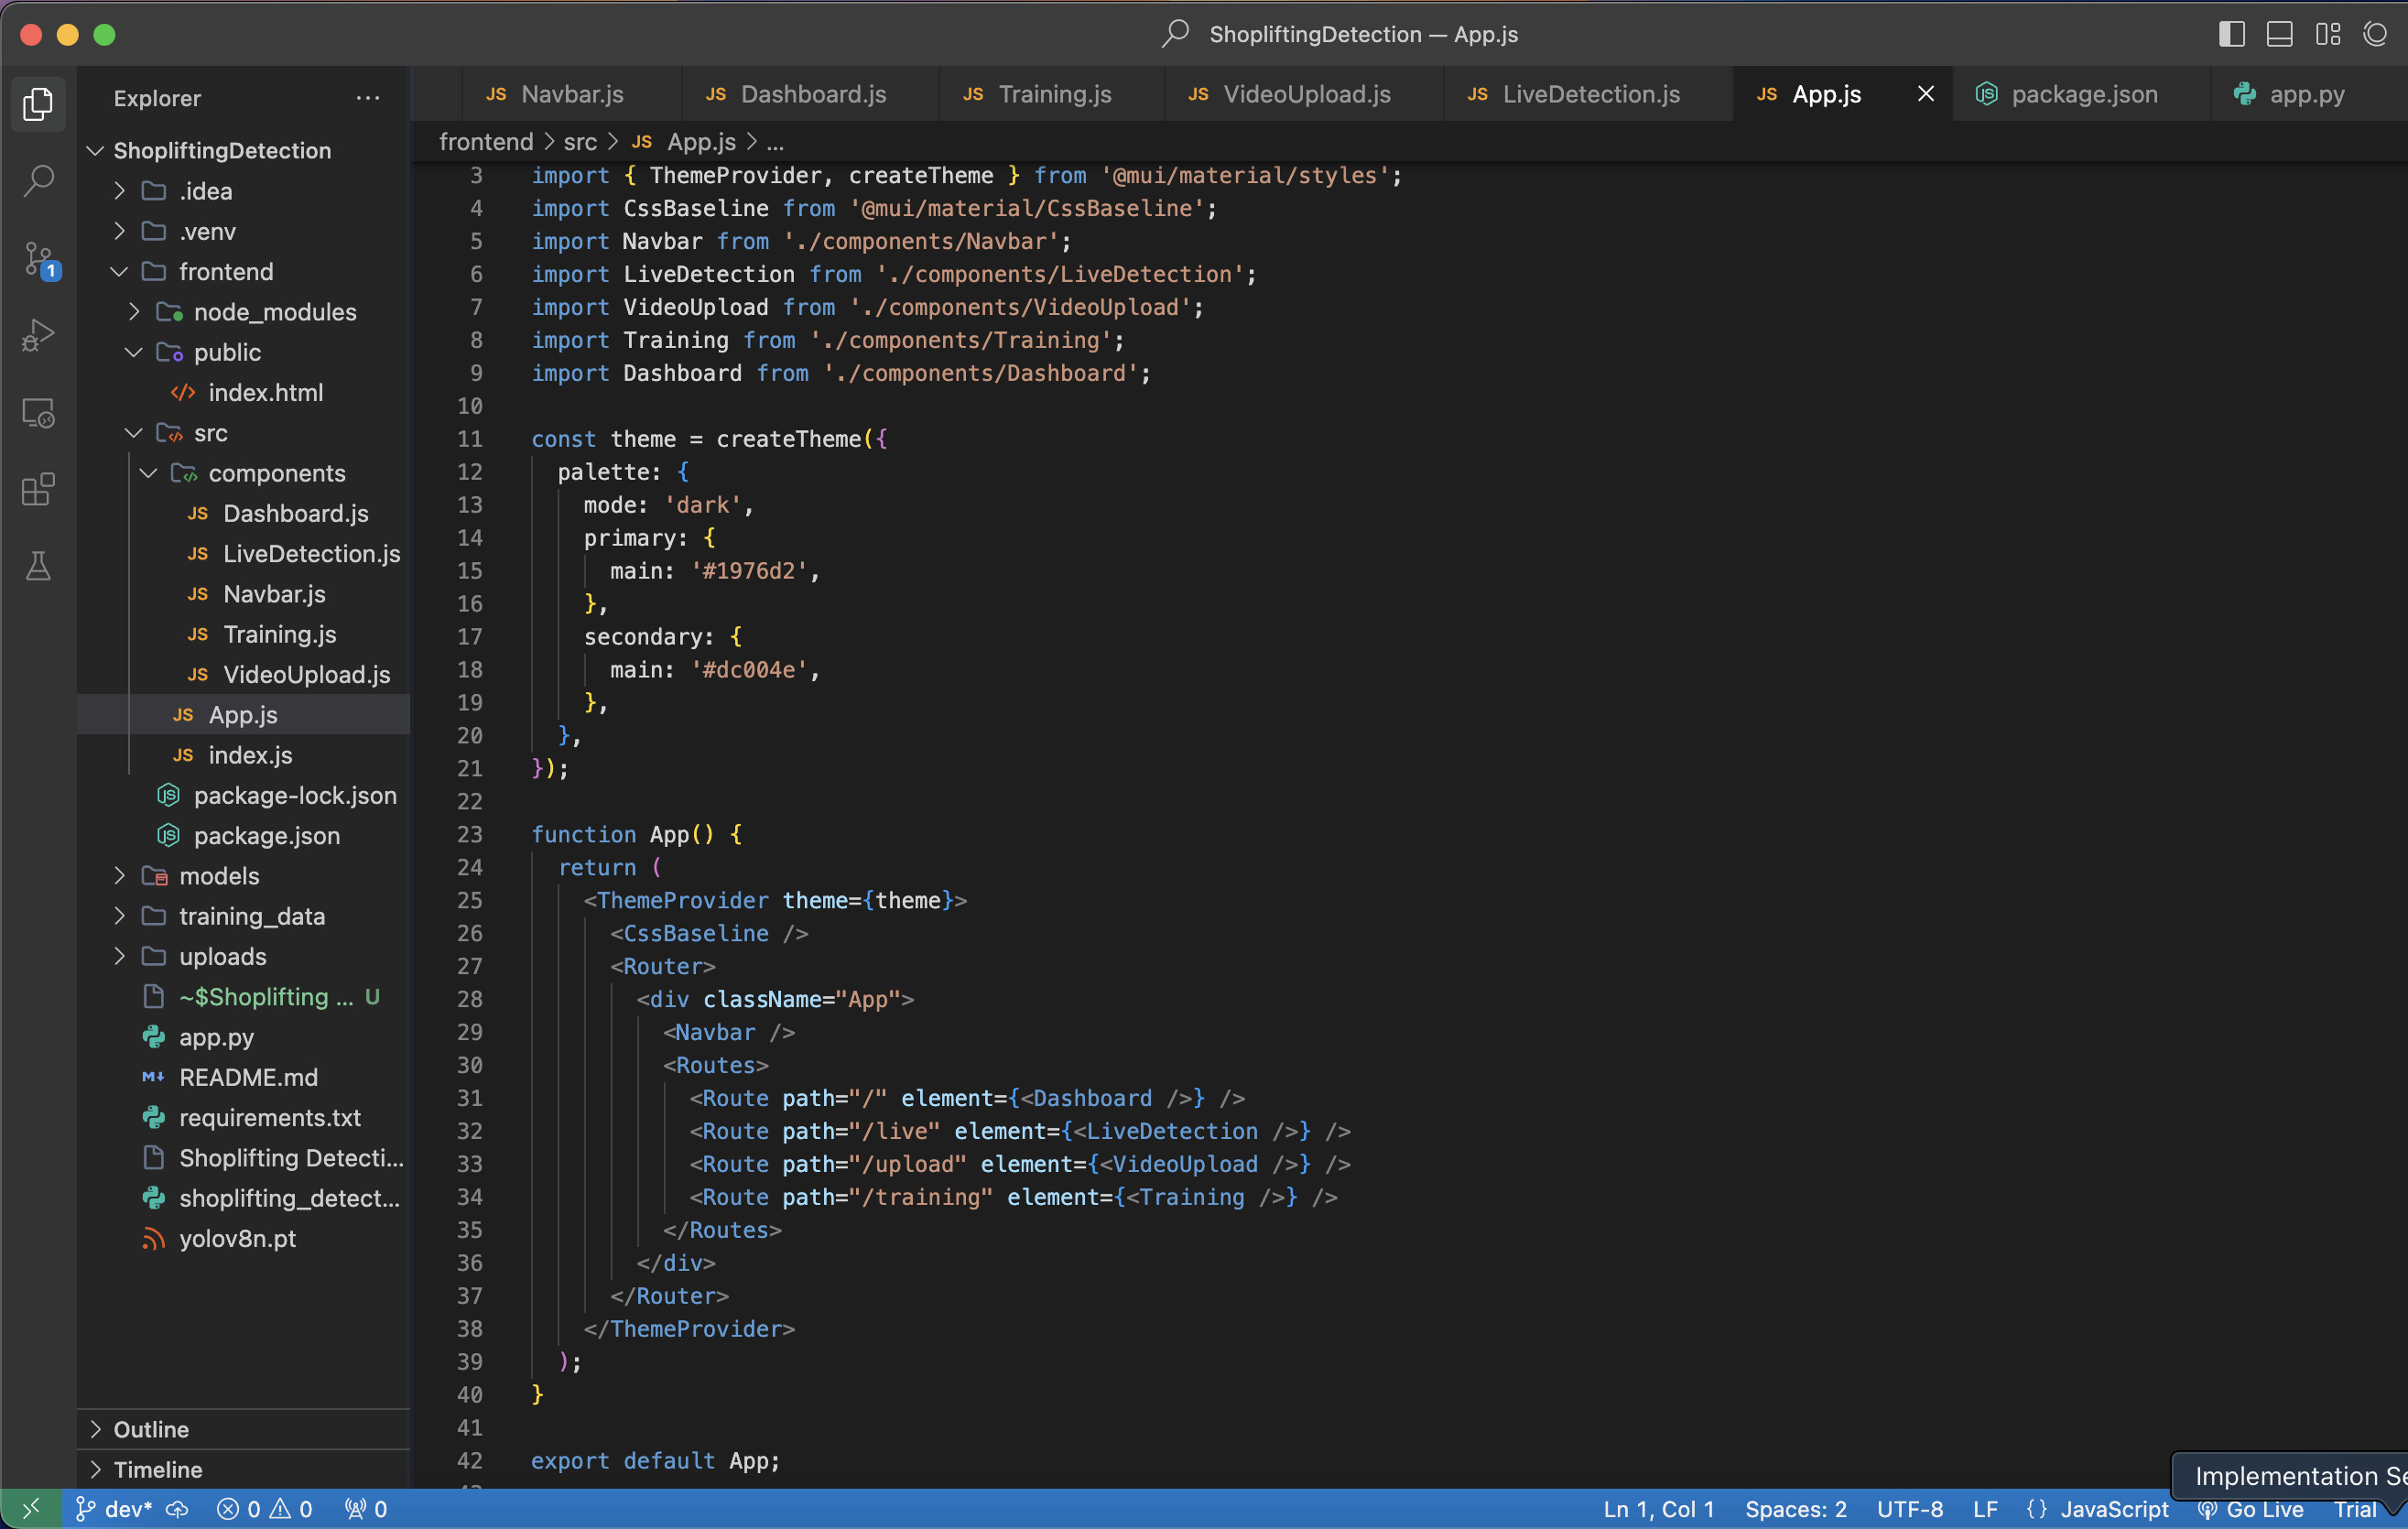 ShopliftingDetection — App.js
Explorer
Navbar.js
Dashboard.js
Training.js
VideoUpload.js
LiveDetection.js
App.js
package.json
app.py
frontend > src > JS App.js > ...
ShopliftingDetection
.idea
.venv
frontend
node_modules
public
index.html
src
components
JS Dashboard.js
JS LiveDetection.js
JS Navbar.js
JS Training.js
JS VideoUpload.js
JS App.js
JS index.js
package-lock.json
package.json
models
training_data
uploads
~$Shoplifting ... U
app.py
README.md
requirements.txt
Shoplifting Detecti...
shoplifting_detect...
yolov8n.pt
Outline
Timeline
1
3 import { ThemeProvider, createTheme } from '@mui/material/styles';
4 import CssBaseline from '@mui/material/CssBaseline';
5 import Navbar from './components/Navbar';
6 import LiveDetection from './components/LiveDetection';
7 import VideoUpload from './components/VideoUpload';
8 import Training from './components/Training';
9 import Dashboard from './components/Dashboard';
10
11 const theme = createTheme({
12   palette: {
13     mode: 'dark',
14     primary: {
15       main: '#1976d2',
16     },
17     secondary: {
18       main: '#dc004e',
19     },
20   },
21 });
22
23 function App() {
24   return (
25     <ThemeProvider theme={theme}>
26       <CssBaseline />
27       <Router>
28         <div className="App">
29           <Navbar />
30           <Routes>
31             <Route path="/" element={<Dashboard />} />
32             <Route path="/live" element={<LiveDetection />} />
33             <Route path="/upload" element={<VideoUpload />} />
34             <Route path="/training" element={<Training />} />
35           </Routes>
36         </div>
37       </Router>
38     </ThemeProvider>
39   );
40 }
41
42 export default App;
Implementation Se
dev* 0 0 0
Ln 1, Col 1 Spaces: 2 UTF-8 LF {} JavaScript Go Live Trial